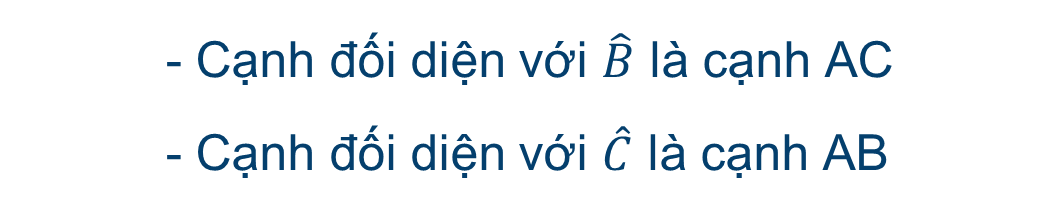 - Cạnh đối diện với B̂ là cạnh AC
- Cạnh đối diện với Ĉ là cạnh AB